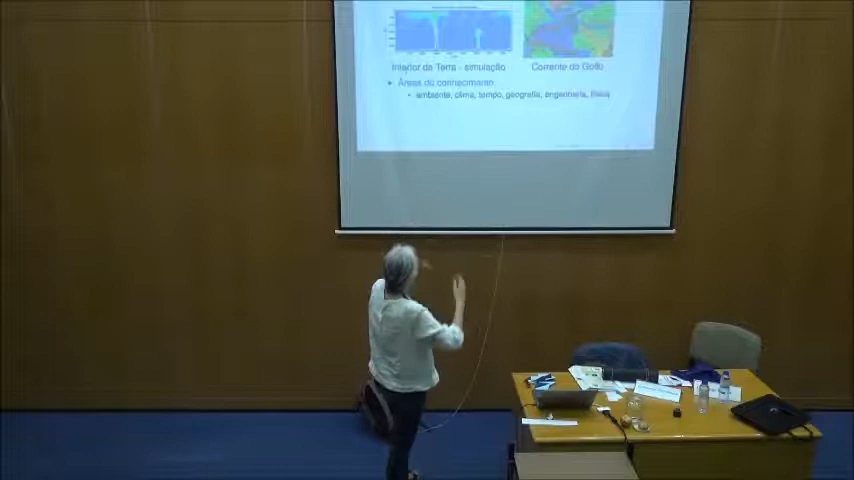 Interior da Terra - simulação
Corrente do Golfo
• Áreas do conhecimento
• ambiente, clima, tempo, geografia, engenharia, física